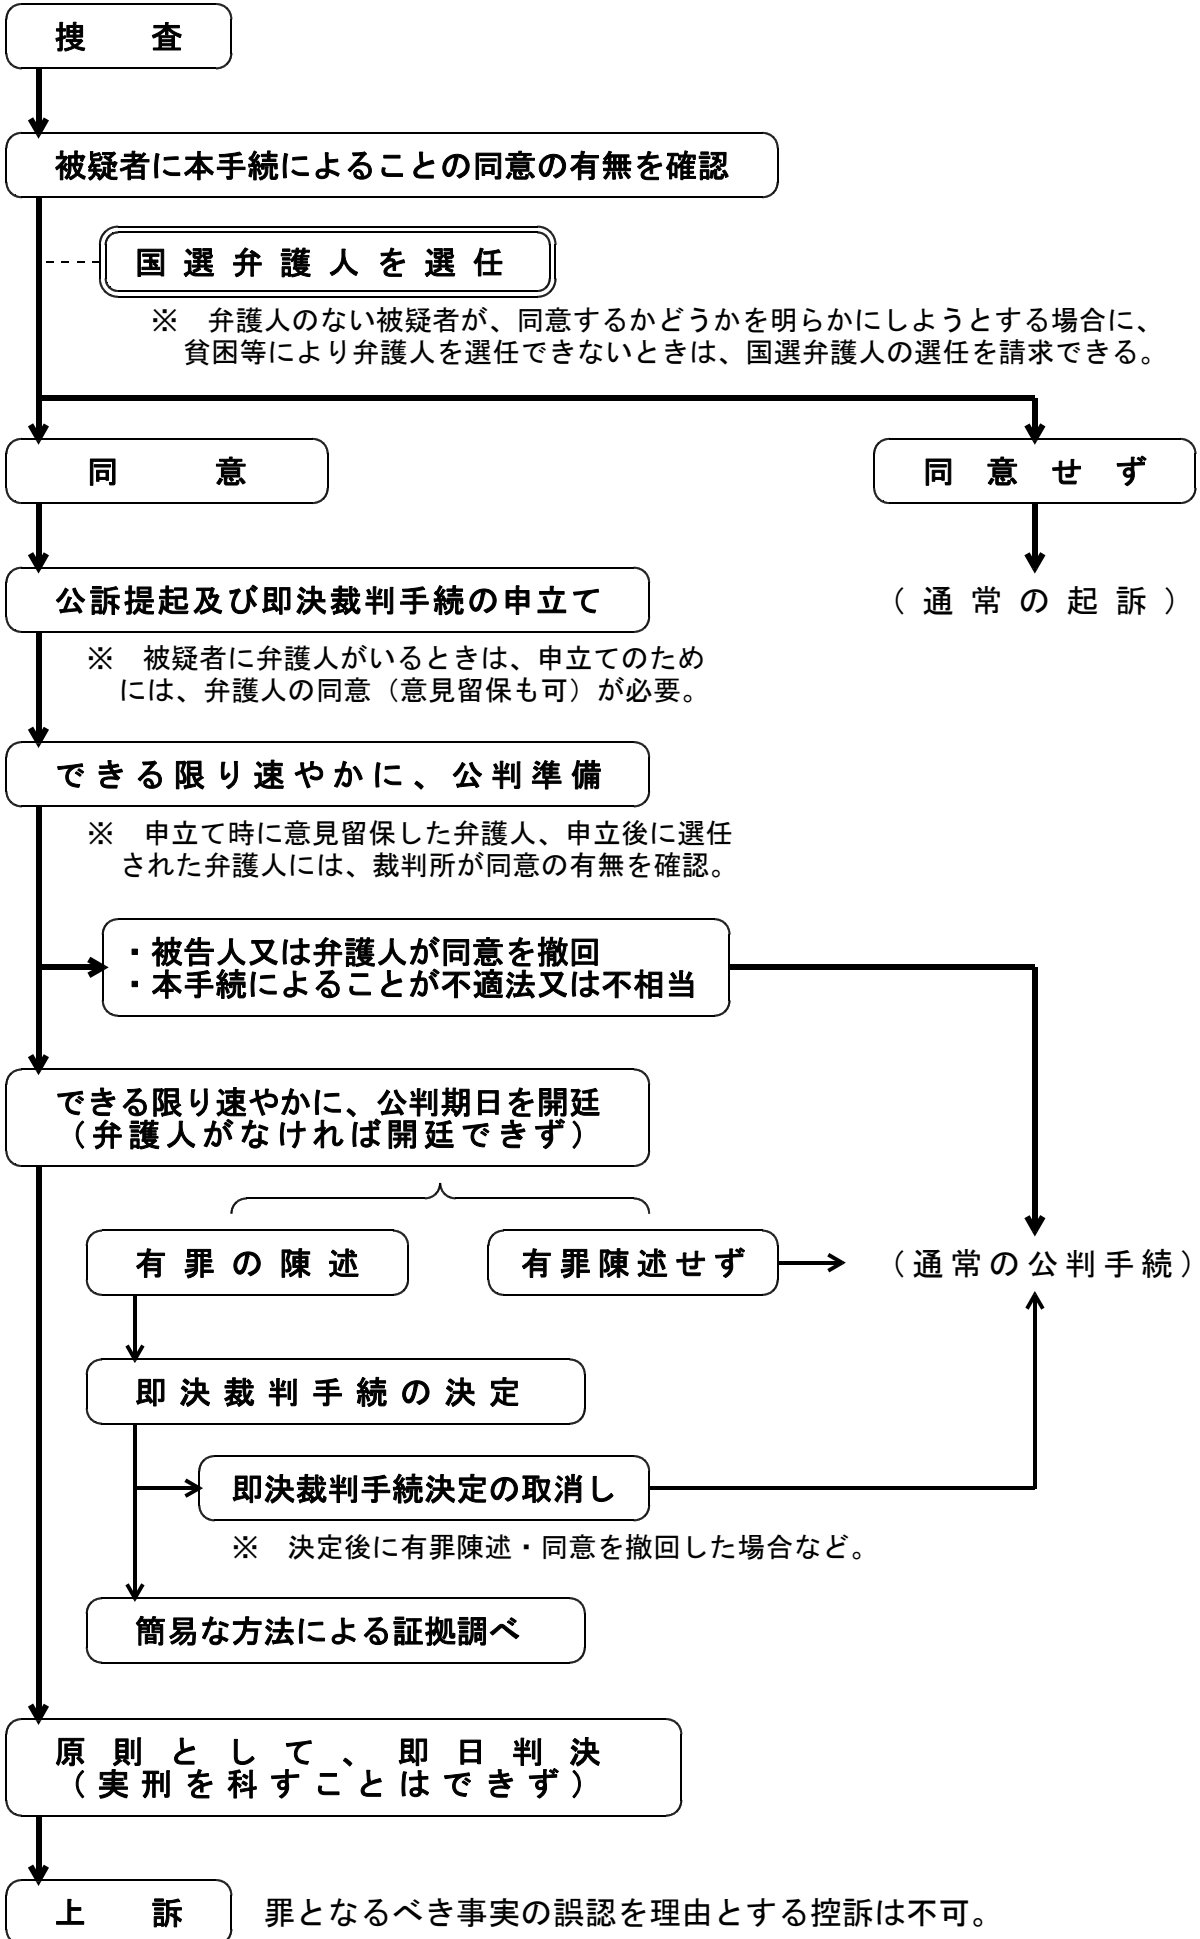 捜査
被疑者に本手続によることの同意の有無を確認
国選弁護人を選任
※ 弁護人のない被疑者が、同意するかどうかを明らかにしようとする場合に、
貧困等により弁護人を選任できないときは、国選弁護人の選任を請求できる。
同意
同意せず
公訴提起及び即決裁判手続の申立て
（通常の起訴）
※ 被疑者に弁護人がいるときは、申立てのため
には、弁護人の同意（意見留保も可）が必要。
できる限り速やかに、公判準備
※ 申立て時に意見留保した弁護人、申立後に選任
された弁護人には、裁判所が同意の有無を確認。
・被告人又は弁護人が同意を撤回
・本手続によることが不適法又は不相当
できる限り速やかに、公判期日を開廷
（弁護人がなければ開廷できず）
有罪の陳述
有罪陳述せず
（通常の公判手続）
即決裁判手続の決定
即決裁判手続決定の取消し
※ 決定後に有罪陳述・同意を撤回した場合など。
簡易な方法による証拠調べ
原則として、即日判決
（実刑を科すことはできず）
上訴
罪となるべき事実の誤認を理由とする控訴は不可。